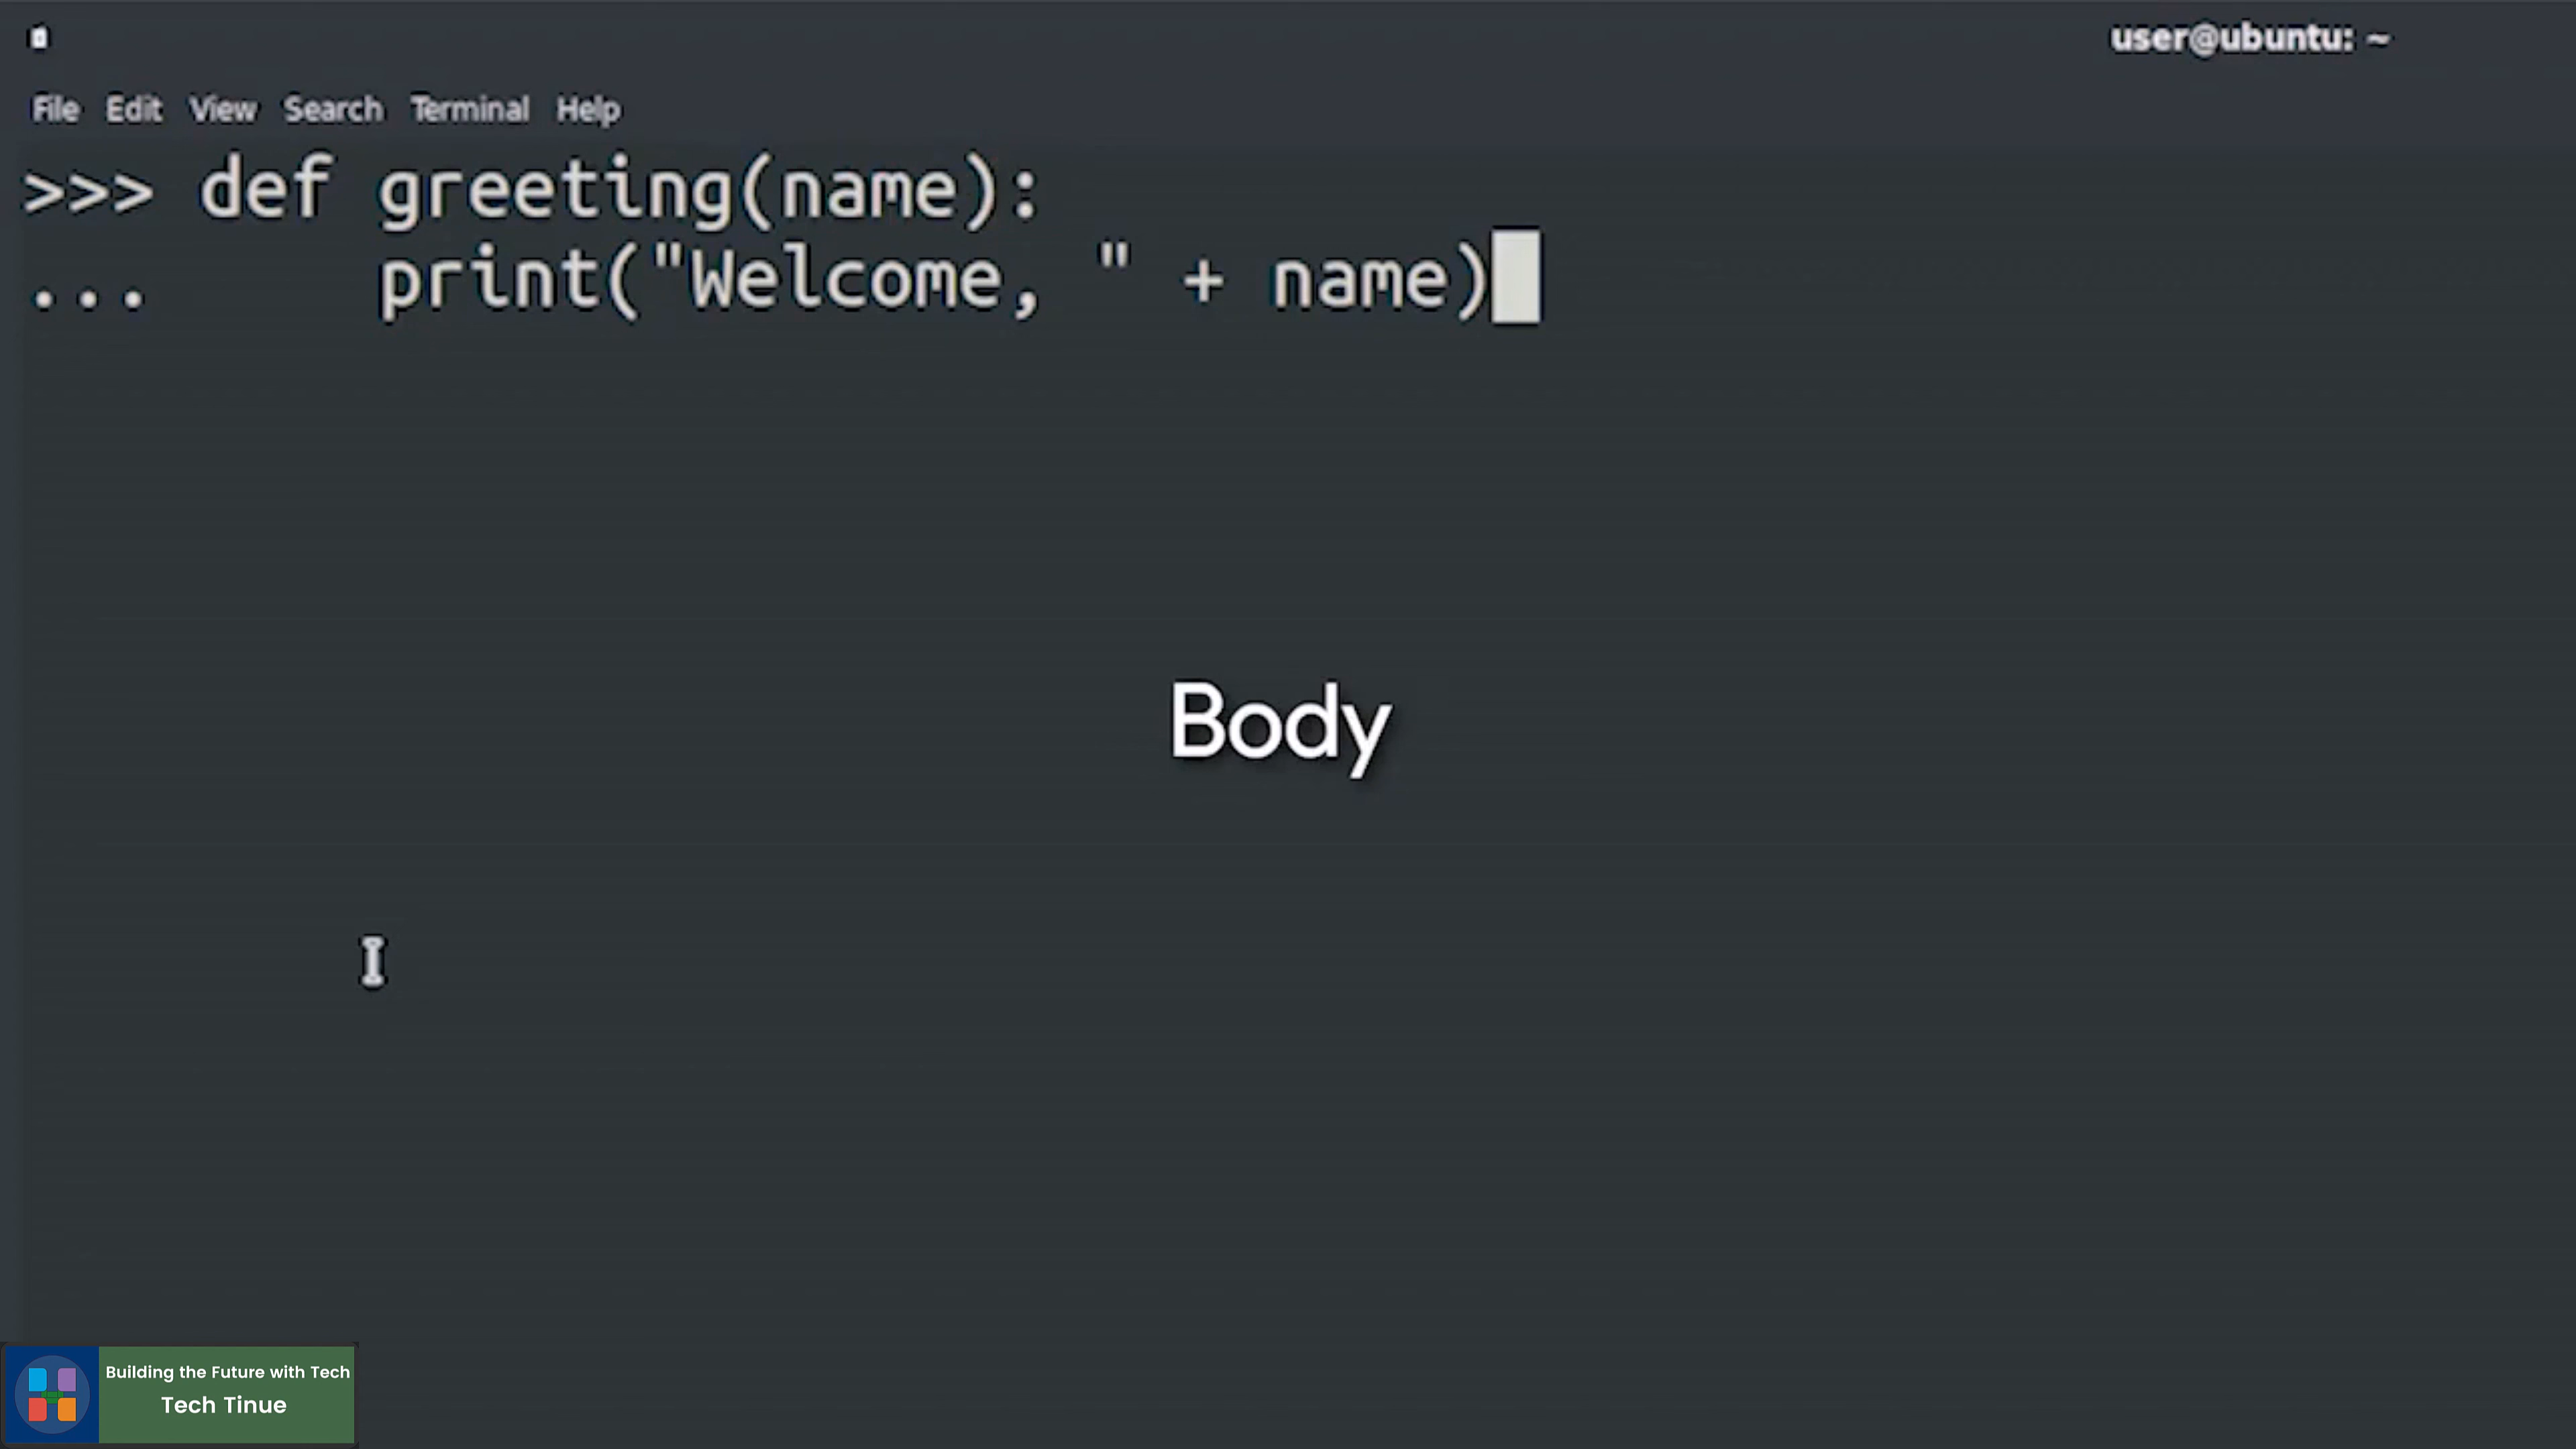 user@ubuntu: ~
File Edit View Search Terminal Help
>>> def greeting(name):
...     print("Welcome, " + name)
Body
Building the Future with Tech
Tech Tinue